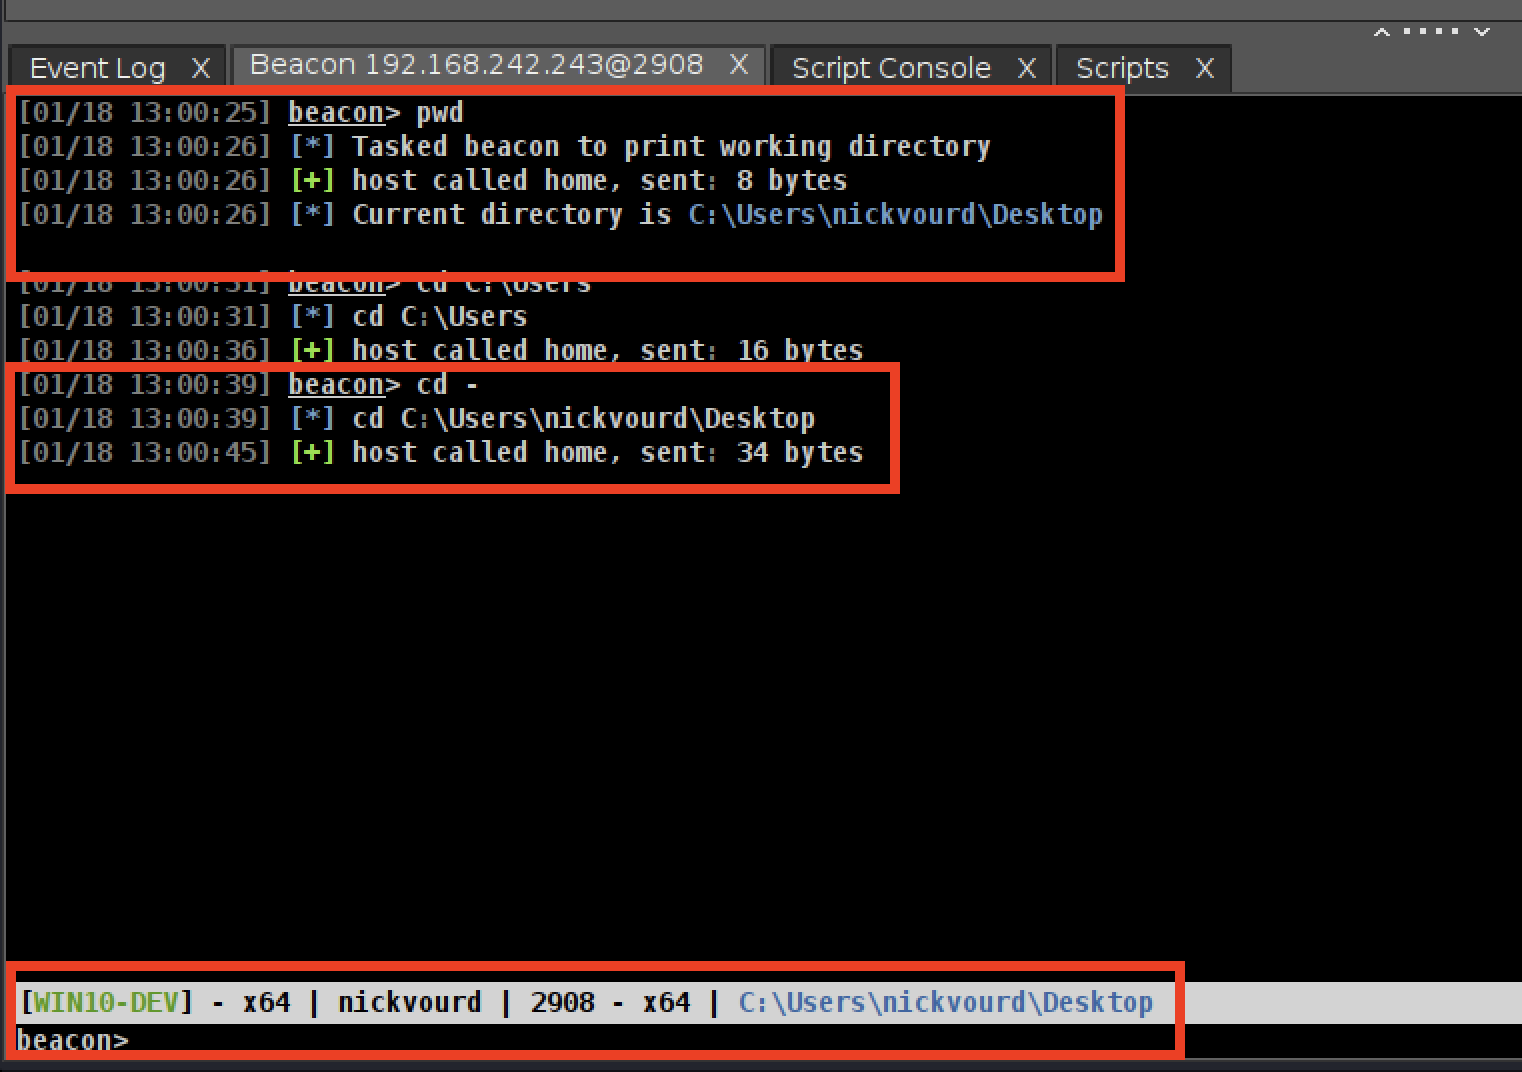 Event Log X Beacon 192.168.242.243@2908 X Script Console X Scripts X
[01/18 13:00:25] beacon> pwd
[01/18 13:00:26] [*] Tasked beacon to print working directory
[01/18 13:00:26] [+] host called home, sent: 8 bytes
[01/18 13:00:26] [*] Current directory is C:\Users\nickvourd\Desktop
[01/18 13:00:31] beacon> cd C:\Users
[01/18 13:00:31] [*] cd C:\Users
[01/18 13:00:36] [+] host called home, sent: 16 bytes
[01/18 13:00:39] beacon> cd -
[01/18 13:00:39] [*] cd C:\Users\nickvourd\Desktop
[01/18 13:00:45] [+] host called home, sent: 34 bytes
[WIN10-DEV] - x64 | nickvourd | 2908 - x64 | C:\Users\nickvourd\Desktop
beacon>